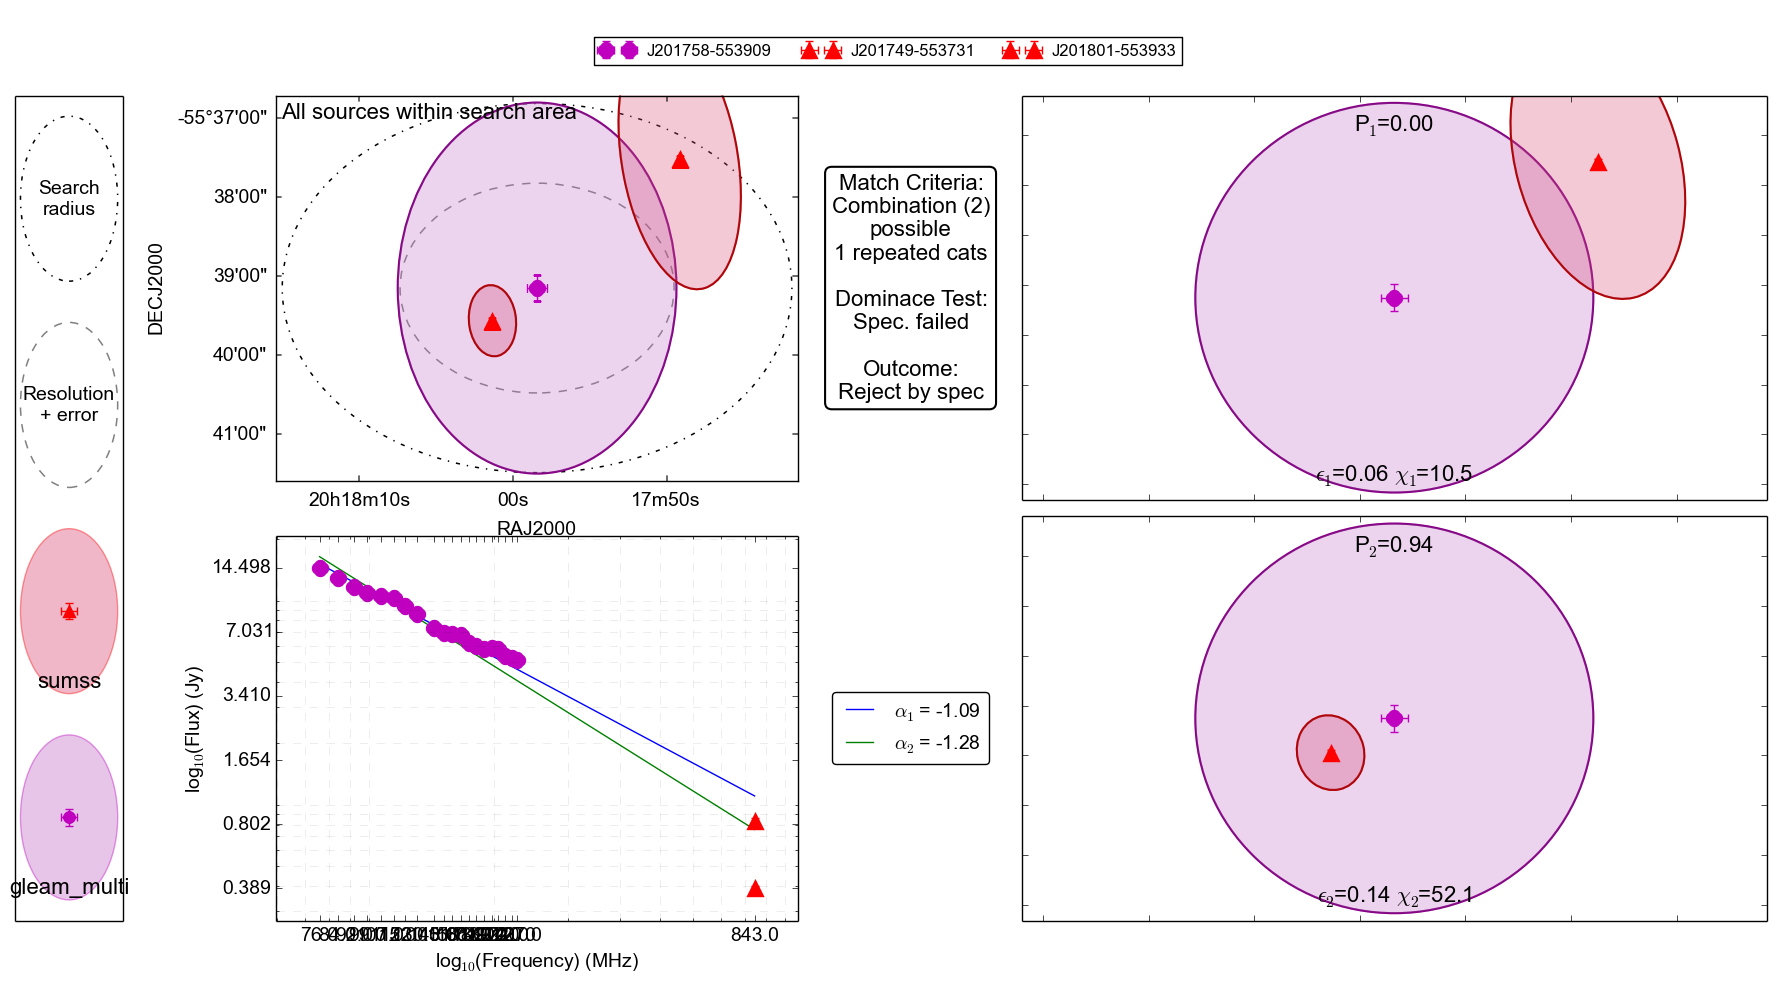 J201758-553909 J201749-553731 J201801-553933
Search
radius
Resolution
+ error
sumss
gleam_multi
All sources within search area
DECJ2000
-55°37'00"
38'00"
39'00"
40'00"
41'00"
20h18m10s 00s 17m50s
RAJ2000
Match Criteria:
Combination (2)
possible
1 repeated cats
Dominace Test:
Spec. failed
Outcome:
Reject by spec
P₁=0.00
ϵ₁=0.06 χ₁=10.5
P₂=0.94
ϵ₂=0.14 χ₂=52.1
log₁₀(Flux) (Jy)
14.498
7.031
3.410
1.654
0.802
0.389
843.0
log₁₀(Frequency) (MHz)
α₁ = -1.09
α₂ = -1.28